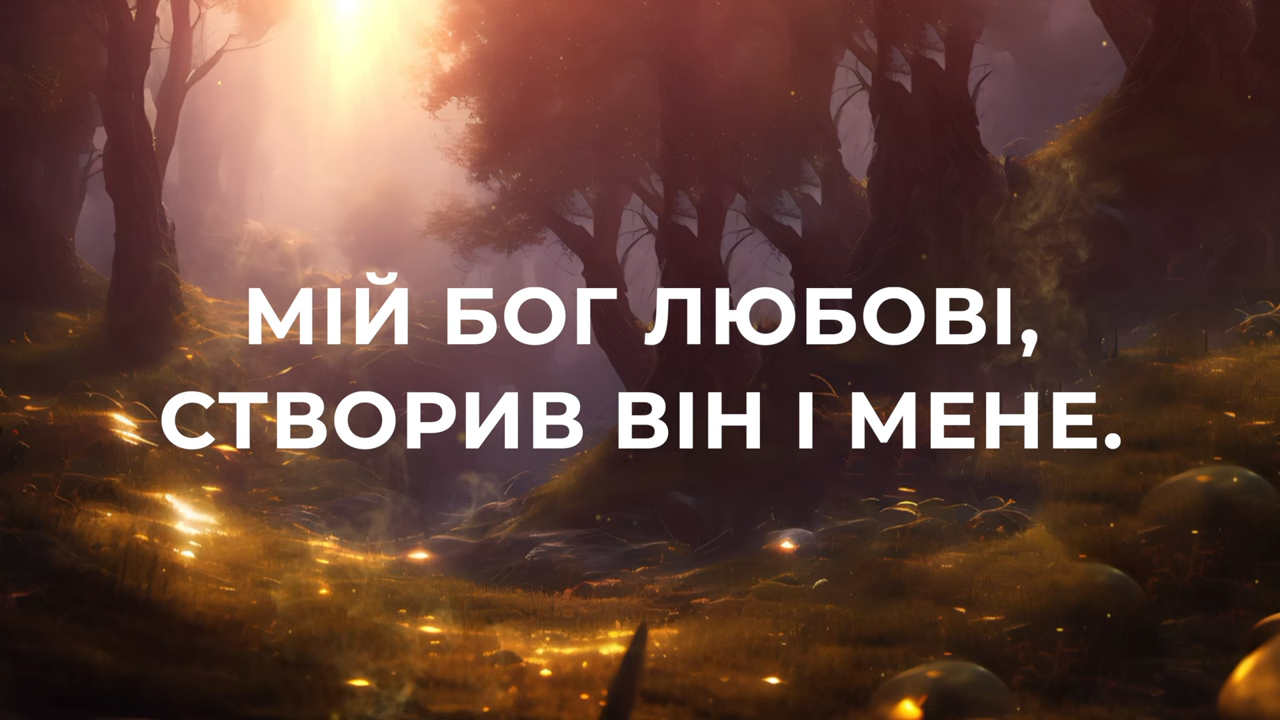 МІЙ БОГ ЛЮБОВІ,
СТВОРИВ ВІН І МЕНЕ.